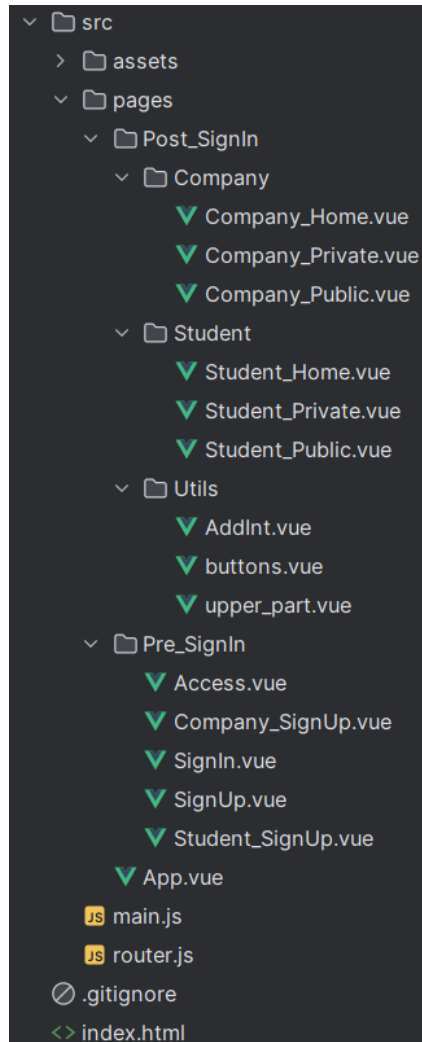 src
assets
pages
Post_SignIn
Company
Company_Home.vue
Company_Private.vue
Company_Public.vue
Student
Student_Home.vue
Student_Private.vue
Student_Public.vue
Utils
AddInt.vue
buttons.vue
upper_part.vue
Pre_SignIn
Access.vue
Company_SignUp.vue
SignIn.vue
SignUp.vue
Student_SignUp.vue
App.vue
JS main.js
JS router.js
.gitignore
<> index.html